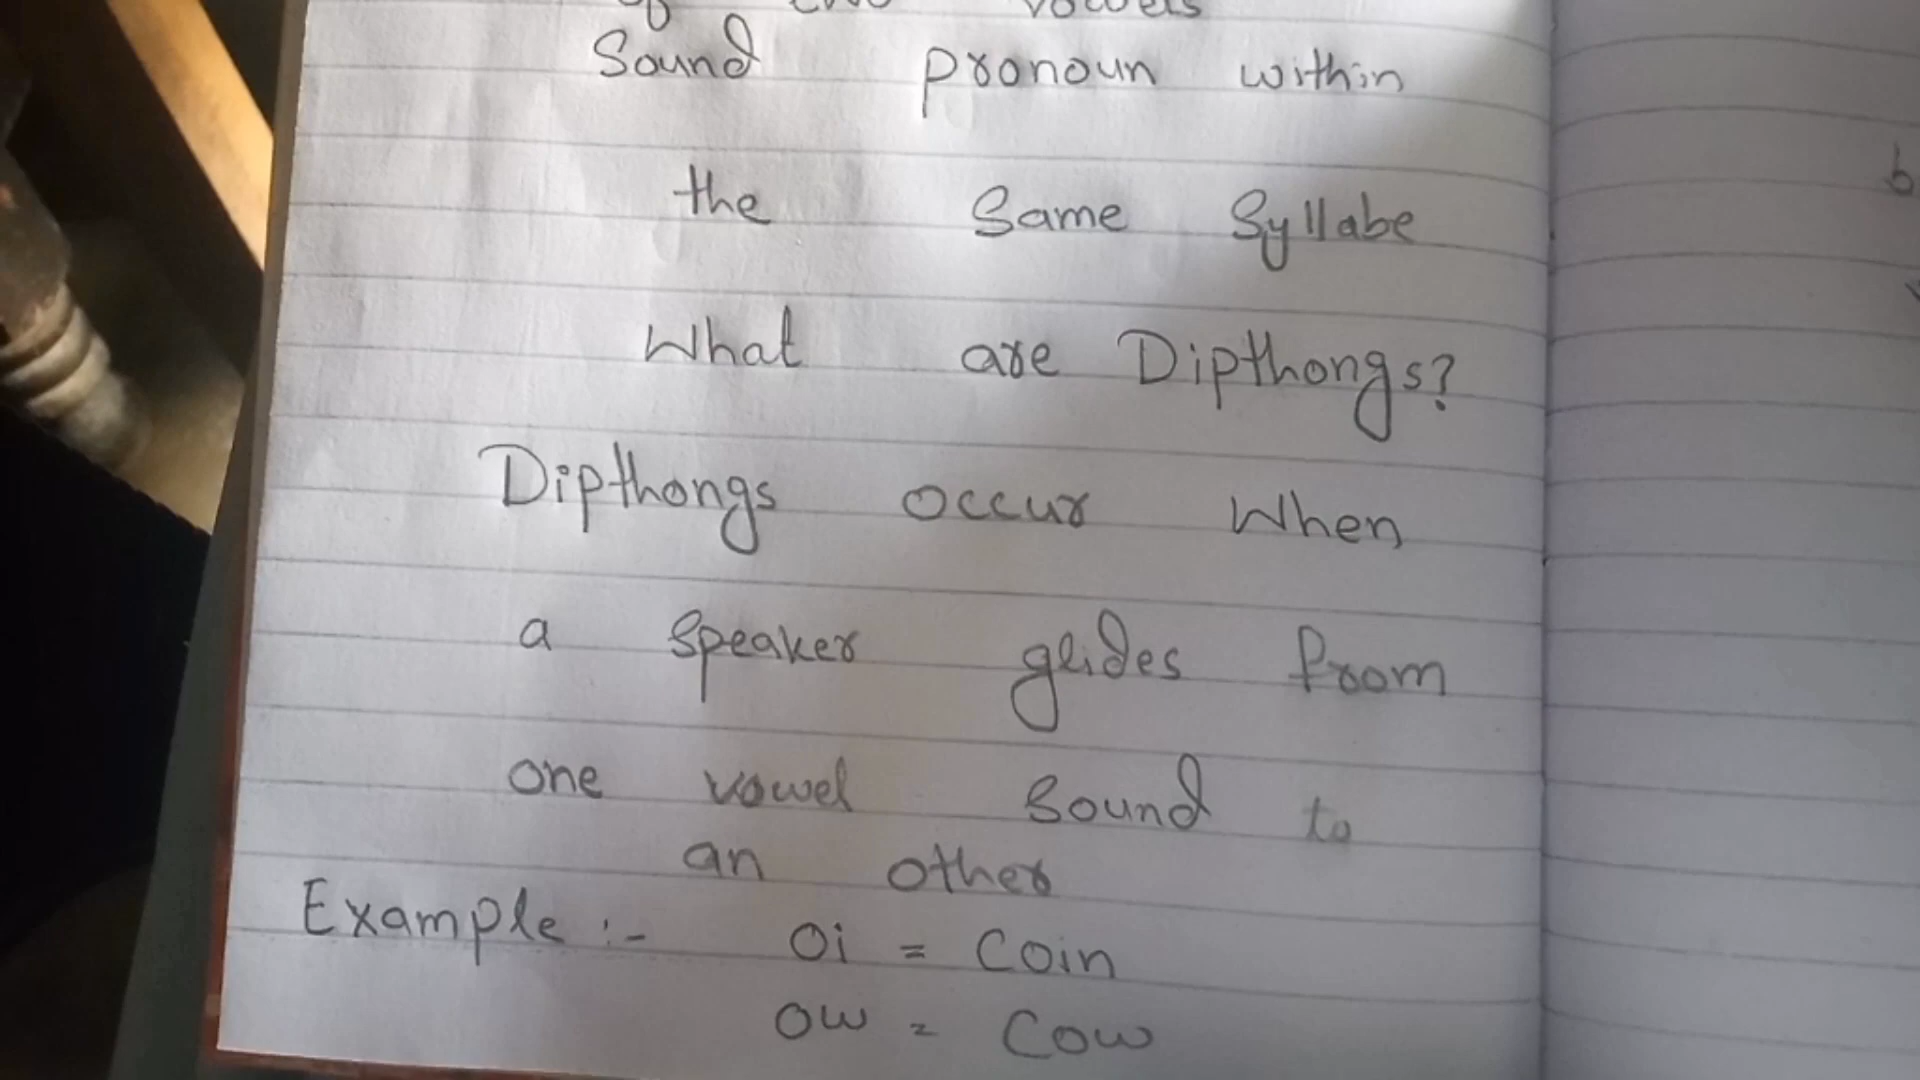 vowels
Sound pronoun within
the Same Syllabe
What are Dipthongs?
Dipthongs occur When
a speaker glides from
one vowel Sound to
an other
Example :- oi = Coin
ow = Cow
b